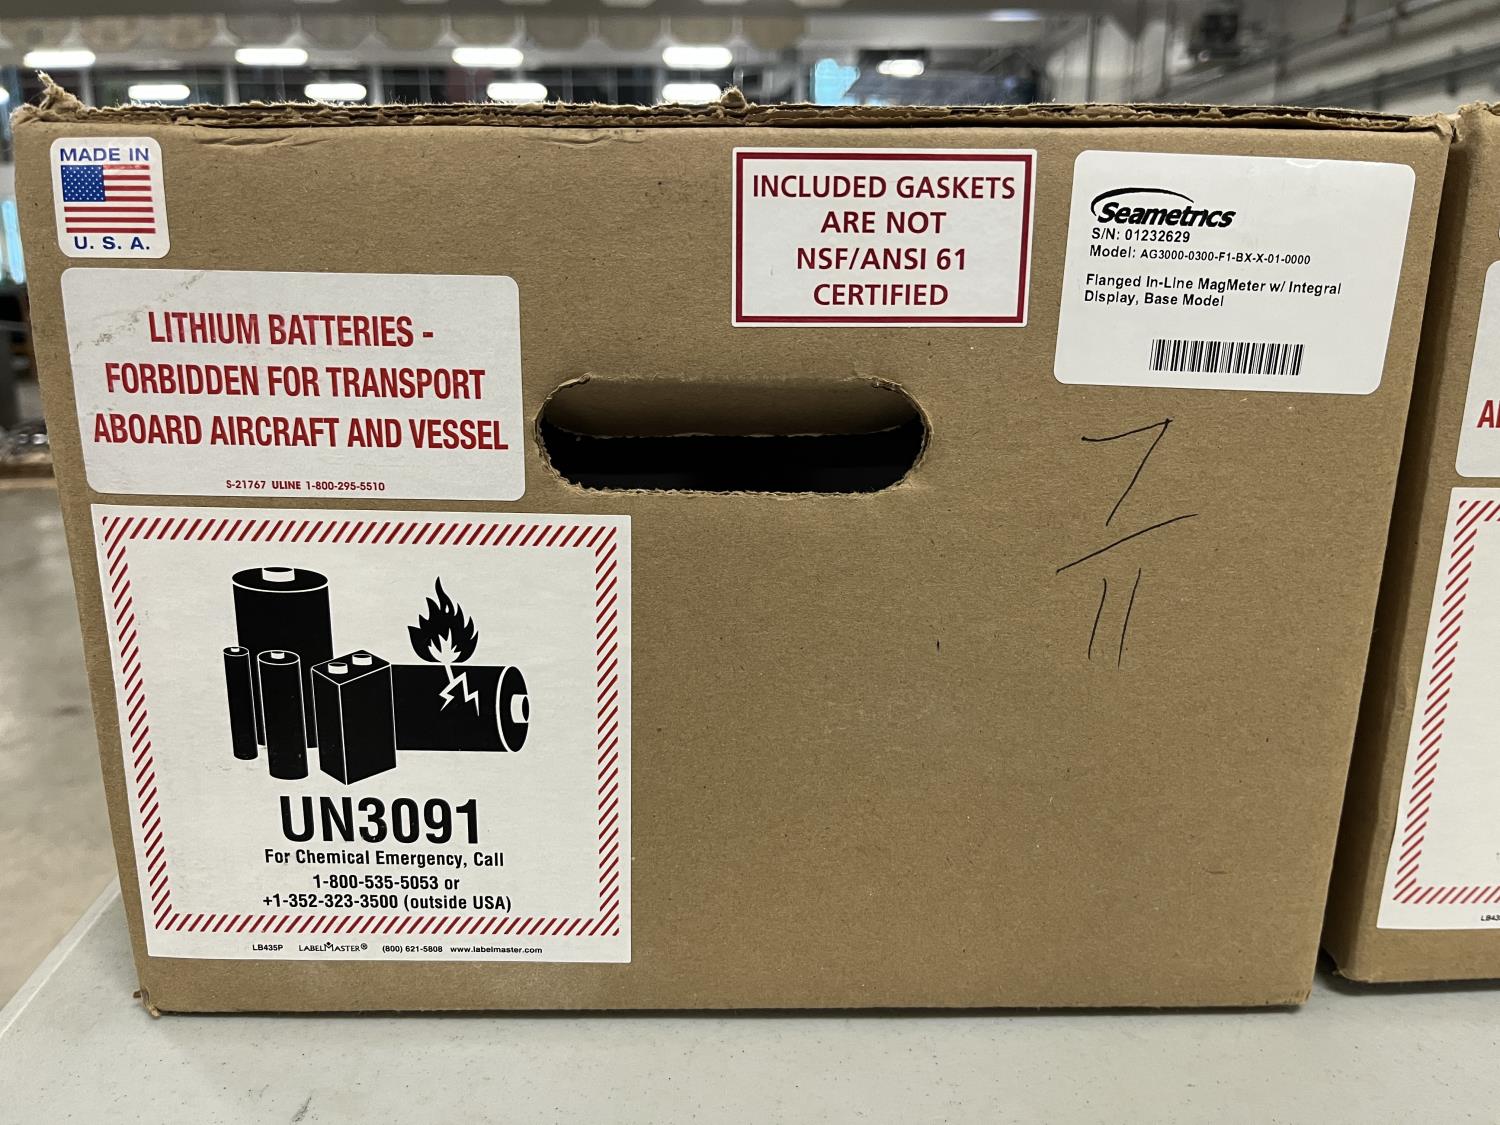 MADE IN
U. S. A.
LITHIUM BATTERIES -
FORBIDDEN FOR TRANSPORT
ABOARD AIRCRAFT AND VESSEL
S-21767 ULINE 1-800-295-5510
INCLUDED GASKETS
ARE NOT
NSF/ANSI 61
CERTIFIED
Seametrics
S/N: 01232629
Model: AG3000-0300-F1-BX-X-01-0000
Flanged In-Line MagMeter w/ Integral
Display, Base Model
7
11
UN3091
For Chemical Emergency, Call
1-800-535-5053 or
+1-352-323-3500 (outside USA)
LB435P LABELMASTER® (800) 621-5808 www.labelmaster.com